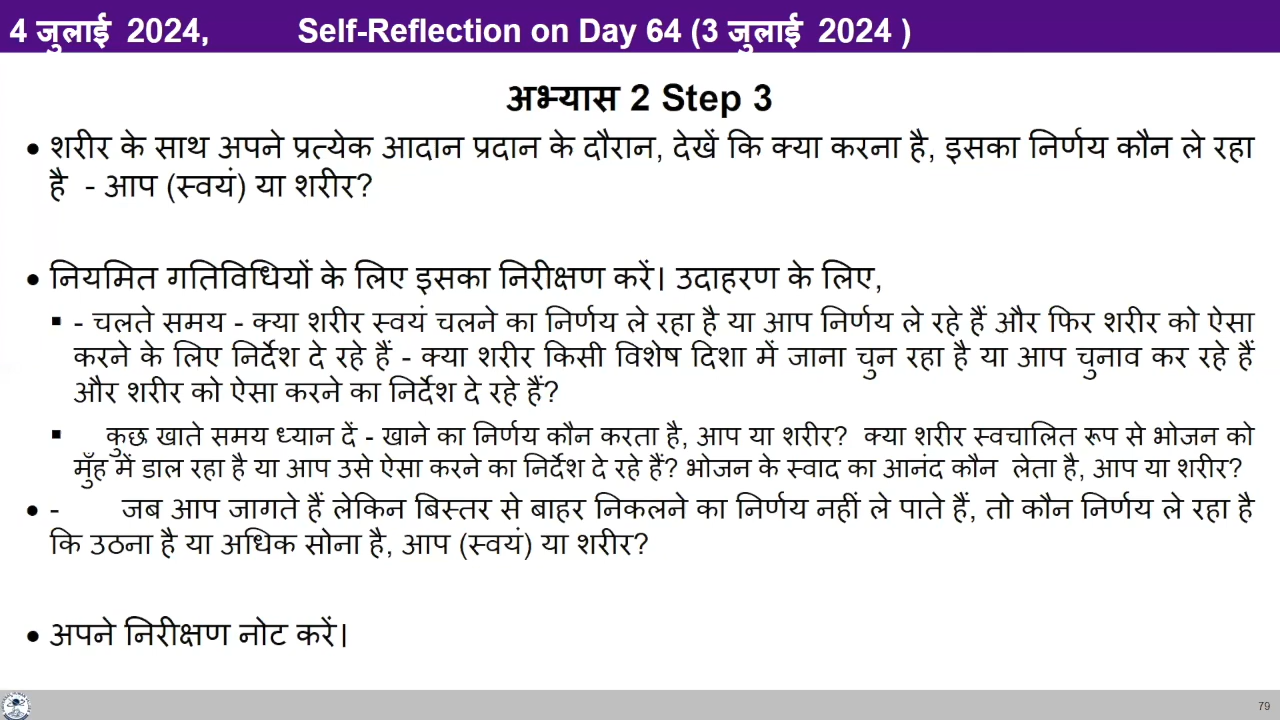 4 जुलाई 2024, Self-Reflection on Day 64 (3 जुलाई 2024 )
अभ्यास 2 Step 3
• शरीर के साथ अपने प्रत्येक आदान प्रदान के दौरान, देखें कि क्या करना है, इसका निर्णय कौन ले रहा
है - आप (स्वयं) या शरीर?
• नियमित गतिविधियों के लिए इसका निरीक्षण करें। उदाहरण के लिए,
▪ - चलते समय - क्या शरीर स्वयं चलने का निर्णय ले रहा है या आप निर्णय ले रहे हैं और फिर शरीर को ऐसा
करने के लिए निर्देश दे रहे हैं - क्या शरीर किसी विशेष दिशा में जाना चुन रहा है या आप चुनाव कर रहे हैं
और शरीर को ऐसा करने का निर्देश दे रहे हैं?
▪ कुछ खाते समय ध्यान दें - खाने का निर्णय कौन करता है, आप या शरीर? क्या शरीर स्वचालित रूप से भोजन को
मुँह में डाल रहा है या आप उसे ऐसा करने का निर्देश दे रहे हैं? भोजन के स्वाद का आनंद कौन लेता है, आप या शरीर?
• - जब आप जागते हैं लेकिन बिस्तर से बाहर निकलने का निर्णय नहीं ले पाते हैं, तो कौन निर्णय ले रहा है
कि उठना है या अधिक सोना है, आप (स्वयं) या शरीर?
• अपने निरीक्षण नोट करें।
79